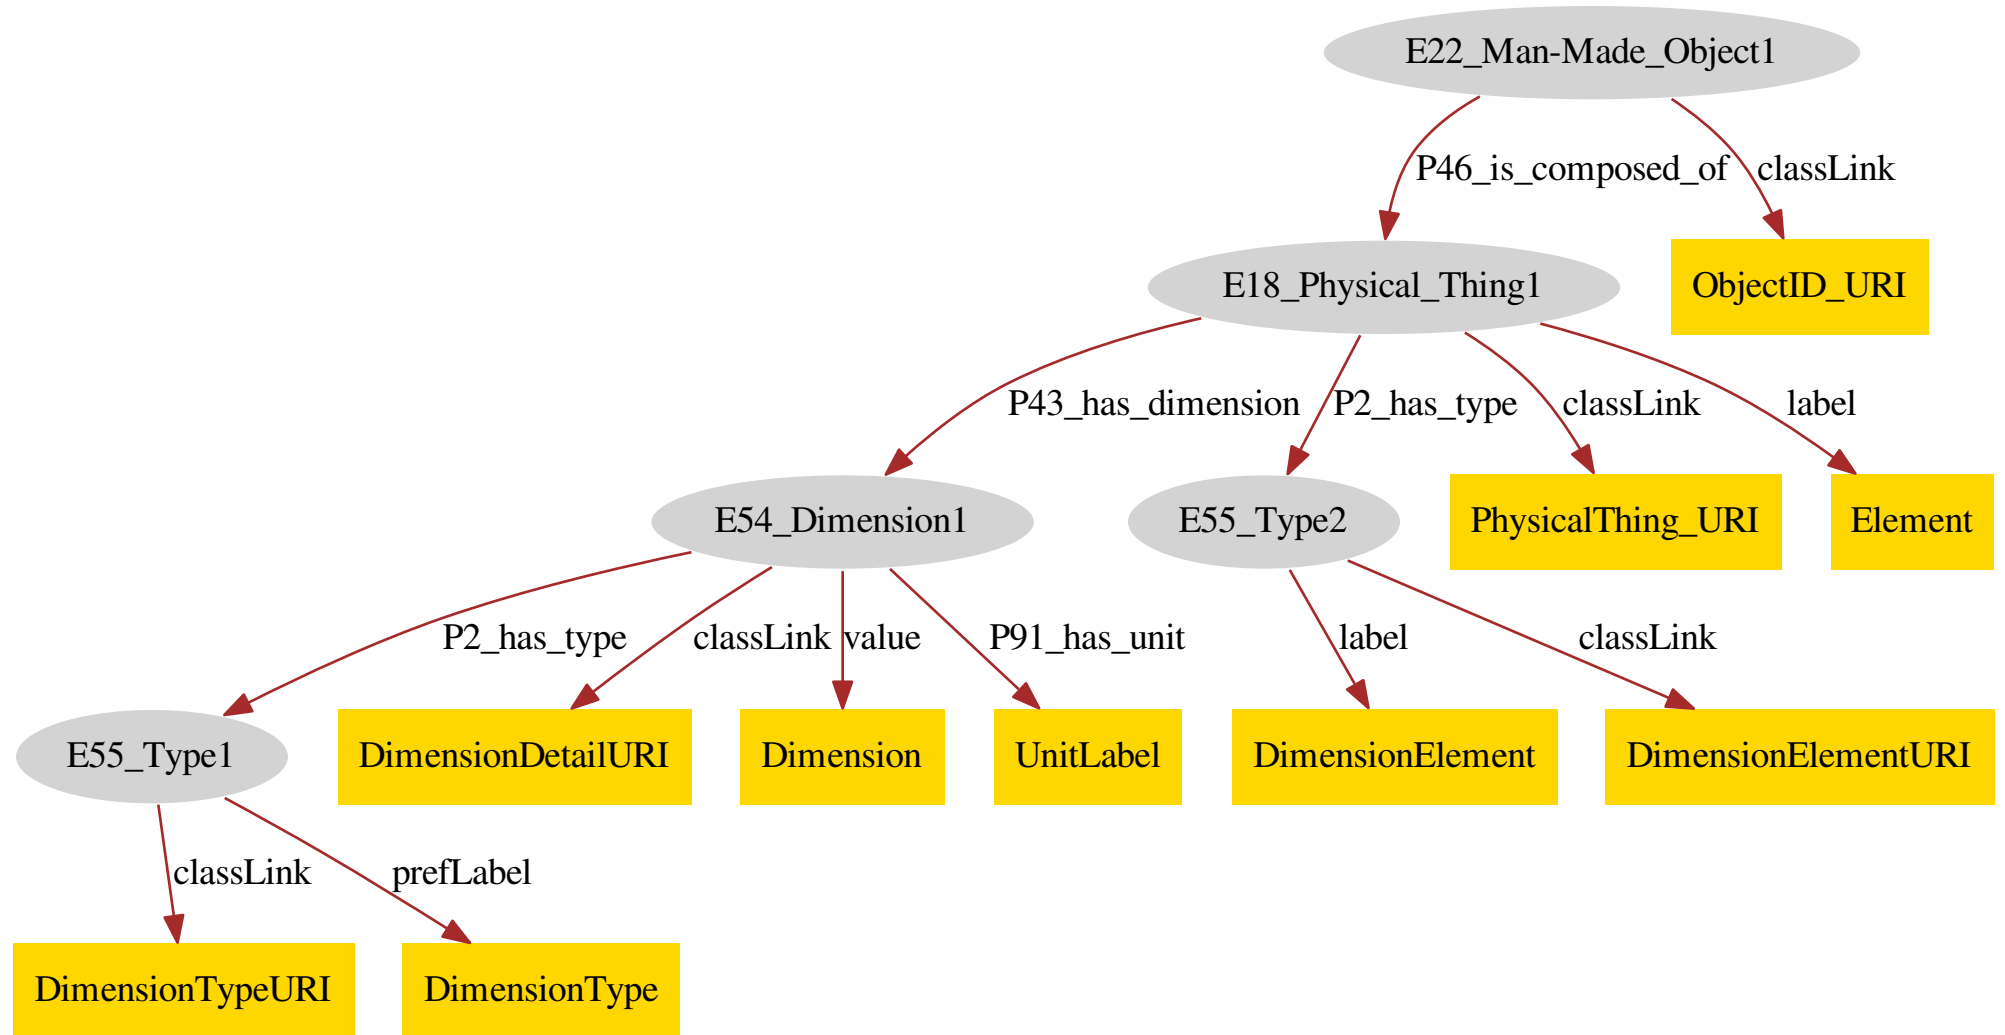 E22_Man-Made_Object1
P46_is_composed_of
classLink
E18_Physical_Thing1
ObjectID_URI
P43_has_dimension
P2_has_type
classLink
label
E54_Dimension1
E55_Type2
PhysicalThing_URI
Element
P2_has_type
classLink
value
P91_has_unit
label
classLink
E55_Type1
DimensionDetailURI
Dimension
UnitLabel
DimensionElement
DimensionElementURI
classLink
prefLabel
DimensionTypeURI
DimensionType